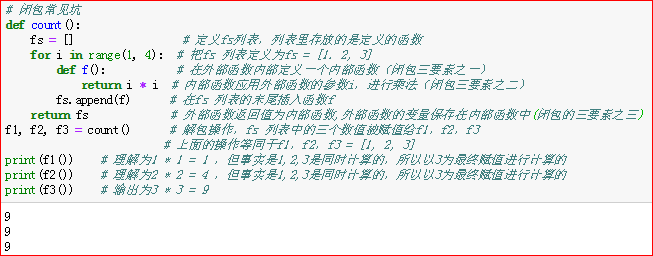 # 闭包常见坑
def count():
fs = [] # 定义fs列表，列表里存放的是定义的函数
for i in range(1, 4): # 把fs 列表定义为fs = [1. 2, 3]
def f(): # 在外部函数内部定义一个内部函数（闭包三要素之一）
return i * i # 内部函数应用外部函数的参数i，进行乘法（闭包三要素之二）
fs.append(f) # 在fs 列表的末尾插入函数f
return fs # 外部函数返回值为内部函数,外部函数的变量保存在内部函数中(闭包的三要素之三)
f1, f2, f3 = count() # 解包操作，fs 列表中的三个数值被赋值给f1，f2，f3
# 上面的操作等同于f1，f2，f3 = [1, 2, 3]
print(f1()) # 理解为1 * 1 = 1 ，但事实是1,2,3是同时计算的，所以以3为最终赋值进行计算的
print(f2()) # 理解为2 * 2 = 4 ，但事实是1,2,3是同时计算的，所以以3为最终赋值进行计算的
print(f3()) # 输出为3 * 3 = 9
9
9
9